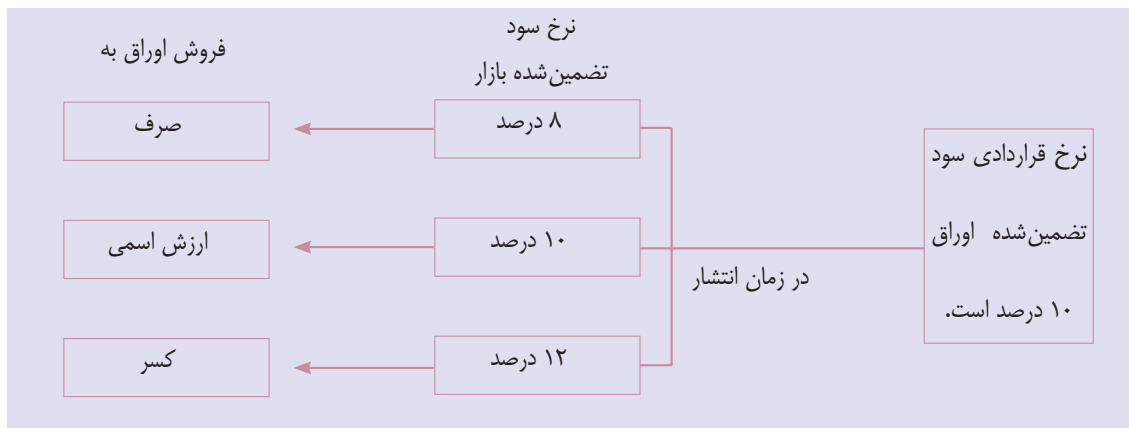 نرخ قراردادی سود
تضمین‌شده اوراق
۱۰ درصد است.
در زمان انتشار
نرخ سود
تضمین‌شده بازار
۸ درصد
۱۰ درصد
۱۲ درصد
فروش اوراق به
صرف
ارزش اسمی
کسر